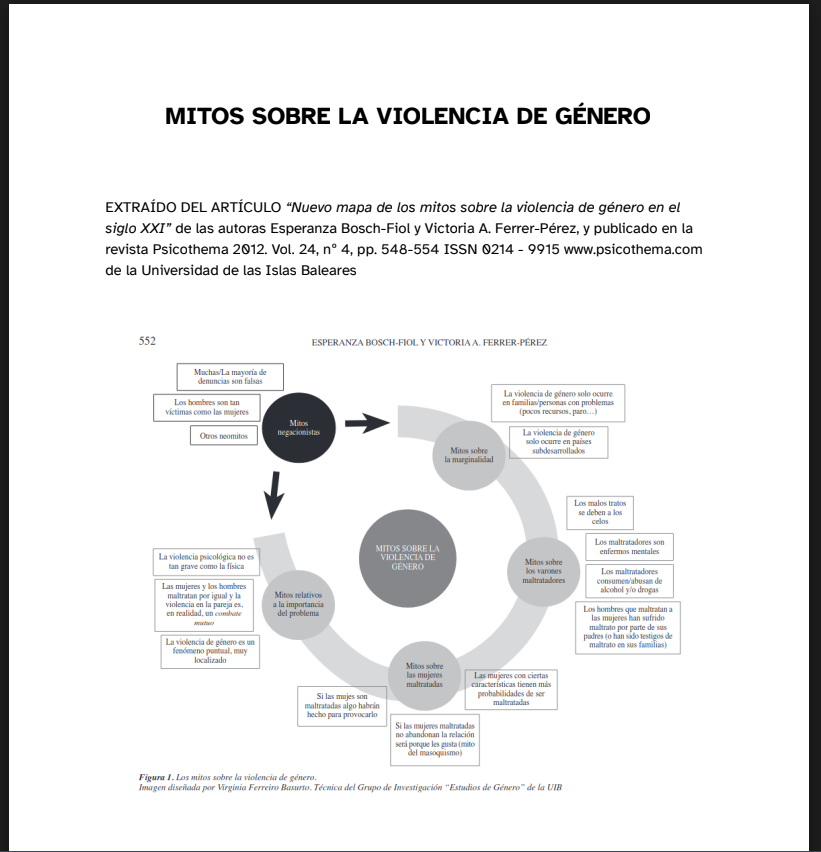 MITOS SOBRE LA VIOLENCIA DE GÉNERO
EXTRAÍDO DEL ARTÍCULO “Nuevo mapa de los mitos sobre la violencia de género en el
siglo XXI” de las autoras Esperanza Bosch-Fiol y Victoria A. Ferrer-Pérez, y publicado en la
revista Psicothema 2012. Vol. 24, nº 4, pp. 548-554 ISSN 0214 - 9915 www.psicothema.com
de la Universidad de las Islas Baleares
552
ESPERANZA BOSCH-FIOL Y VICTORIA A. FERRER-PÉREZ
Muchas/La mayoría de
denuncias son falsas
Los hombres son tan
víctimas como las mujeres
Otros neomitos
Mitos
negacionistas
La violencia de género solo ocurre
en familias/personas con problemas
(pocos recursos, paro…)
La violencia de género
solo ocurre en países
subdesarrollados
Mitos sobre
la marginalidad
Los malos tratos
se deben a los
celos
Los maltratadores son
enfermos mentales
Los maltratadores
consumen/abusan de
alcohol y/o drogas
Los hombres que maltratan a
las mujeres han sufrido
maltrato por parte de sus
padres (o han sido testigos de
maltrato en sus familias)
Mitos sobre
los varones
maltratadores
MITOS SOBRE LA
VIOLENCIA DE
GÉNERO
La violencia psicológica no es
tan grave como la física
Las mujeres y los hombres
maltratan por igual y la
violencia en la pareja es,
en realidad, un combate
mutuo
La violencia de género es un
fenómeno puntual, muy
localizado
Mitos relativos
a la importancia
del problema
Mitos sobre
las mujeres
maltratadas
Las mujeres con ciertas
características tienen más
probabilidades de ser
maltratadas
Si las mujes son
maltratadas algo habrán
hecho para provocarlo
Si las mujeres maltratadas
no abandonan la relación
será porque les gusta (mito
del masoquismo)
Figura 1. Los mitos sobre la violencia de género.
Imagen diseñada por Virginia Ferreiro Basurto. Técnica del Grupo de Investigación “Estudios de Género” de la UIB